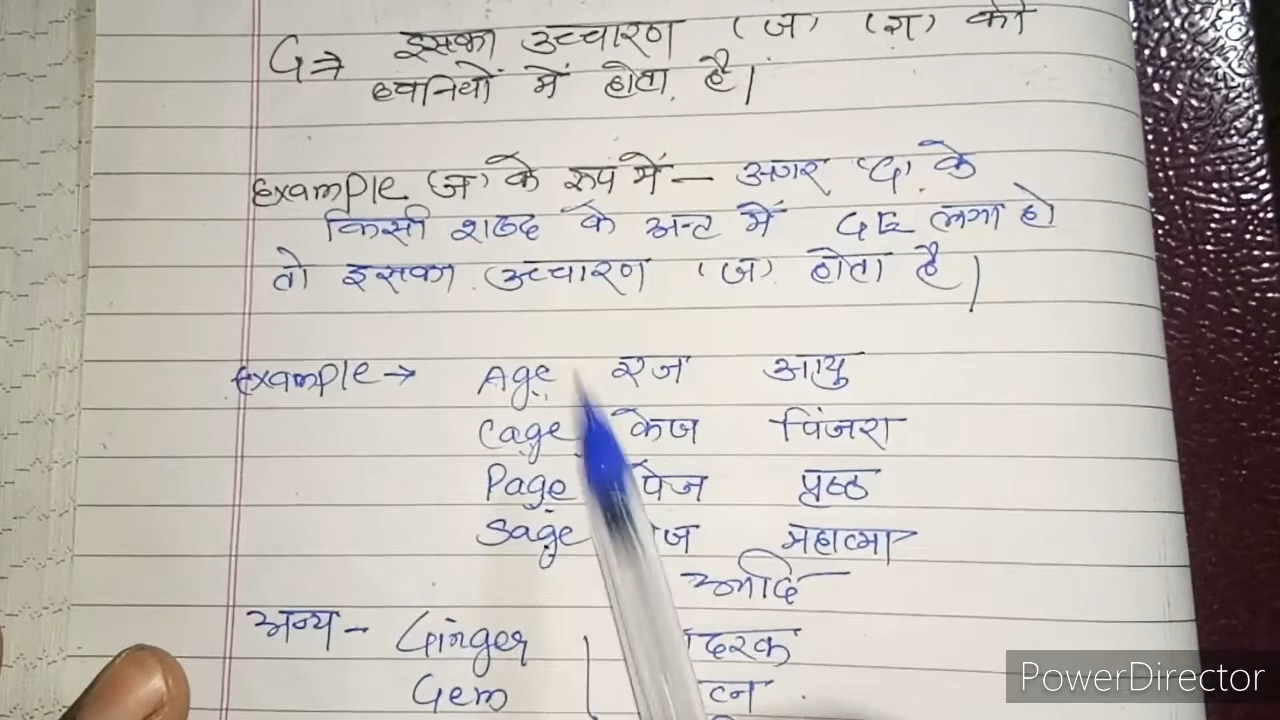 G⇒ इसका उच्चारण (ज) (ग) की
ध्वनियों में होता है।
Example (ज) के रूप में – अगर 'G' के
किसी शब्द के अन्त में GE लगा हो
तो इसका उच्चारण (ज) होता है।
Example → Age एज आयु
Cage केज पिंजरा
Page पेज पृष्ठ
Sage ज महात्मा
आदि
अन्य – Ginger दरक
Gem त्न
PowerDirector